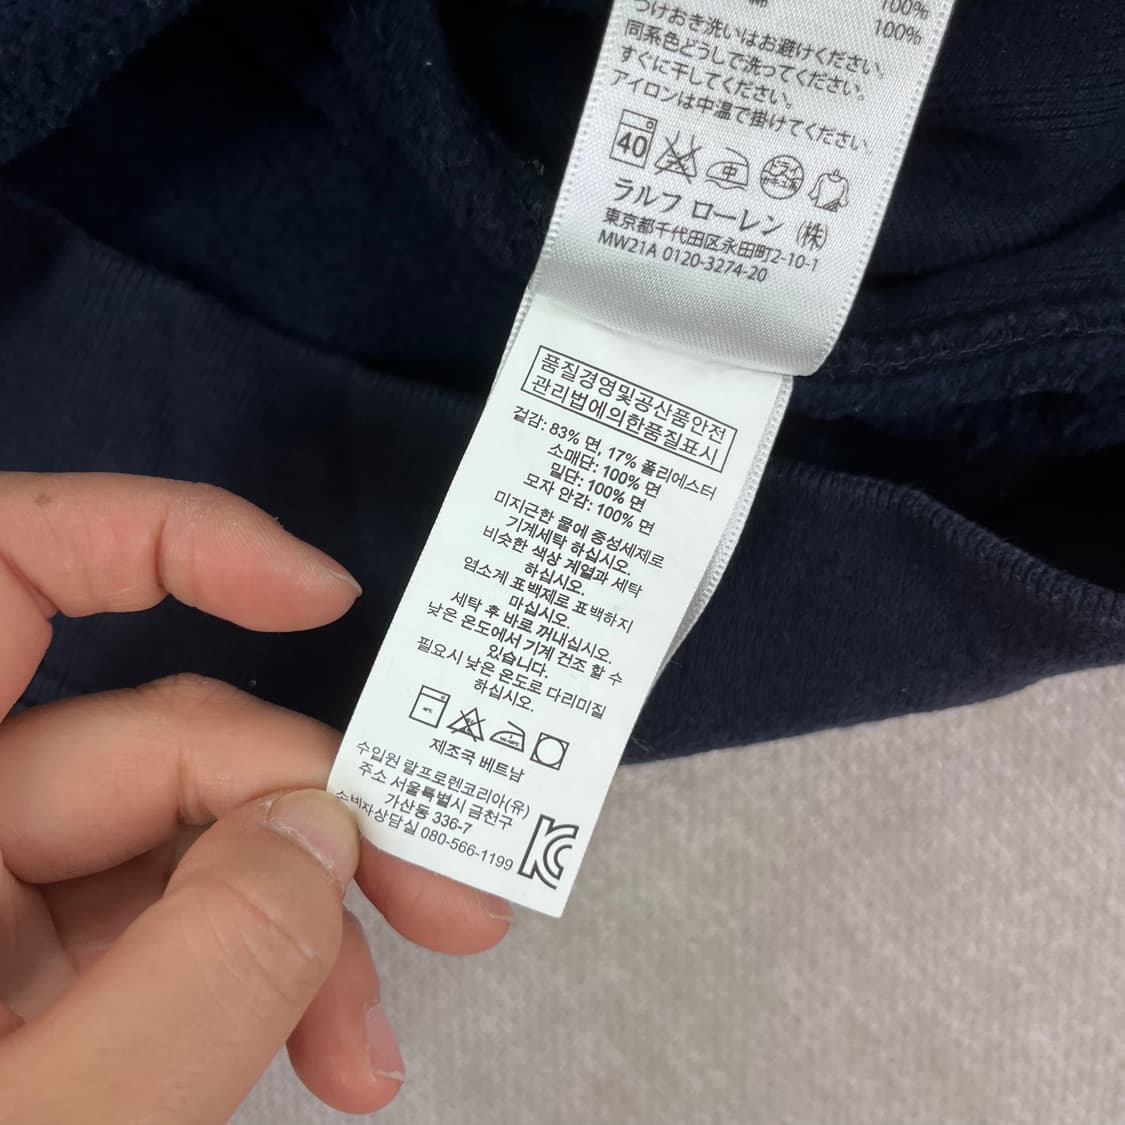 綿 100%
100%
つけおき洗いはお避けください。
同系色どうしで洗ってください。
すぐに干してください。
アイロンは中温で掛けてください。
40 中 ドライ
ラルフ ローレン (株)
東京都千代田区永田町2-10-1
MW21A 0120-3274-20
품질경영및공산품안전
관리법에의한품질표시
겉감: 83% 면, 17% 폴리에스터
소매단: 100% 면
밑단: 100% 면
모자 안감: 100% 면
미지근한 물에 중성세제로
기계세탁 하십시오.
비슷한 색상 계열과 세탁
하십시오.
염소계 표백제로 표백하지
마십시오.
세탁 후 바로 꺼내십시오.
낮은 온도에서 기계 건조 할 수
있습니다.
필요시 낮은 온도로 다리미질
하십시오.
제조국 베트남
수입원 랄프로렌코리아(유)
주소 서울특별시 금천구
가산동 336-7
소비자상담실 080-566-1199